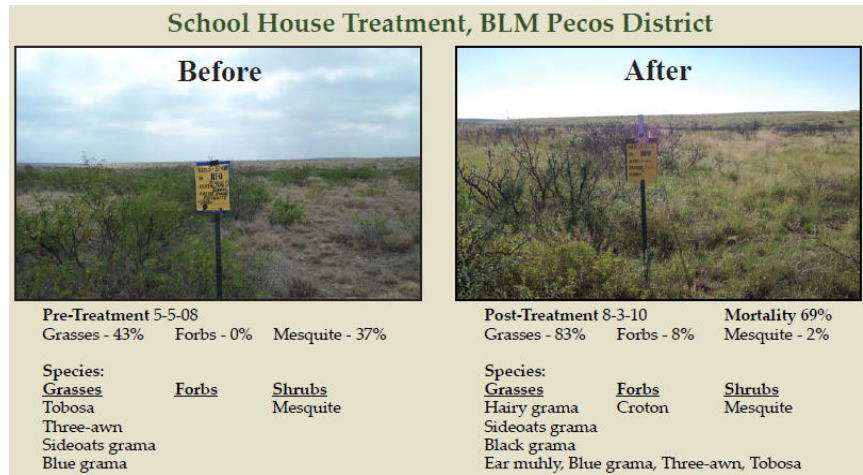 School House Treatment, BLM Pecos District
Before
After
Pre-Treatment 5-5-08
Grasses - 43% Forbs - 0% Mesquite - 37%
Species:
Grasses Forbs Shrubs
Tobosa Mesquite
Three-awn
Sideoats grama
Blue grama
Post-Treatment 8-3-10 Mortality 69%
Grasses - 83% Forbs - 8% Mesquite - 2%
Species:
Grasses Forbs Shrubs
Hairy grama Croton Mesquite
Sideoats grama
Black grama
Ear muhly, Blue grama, Three-awn, Tobosa